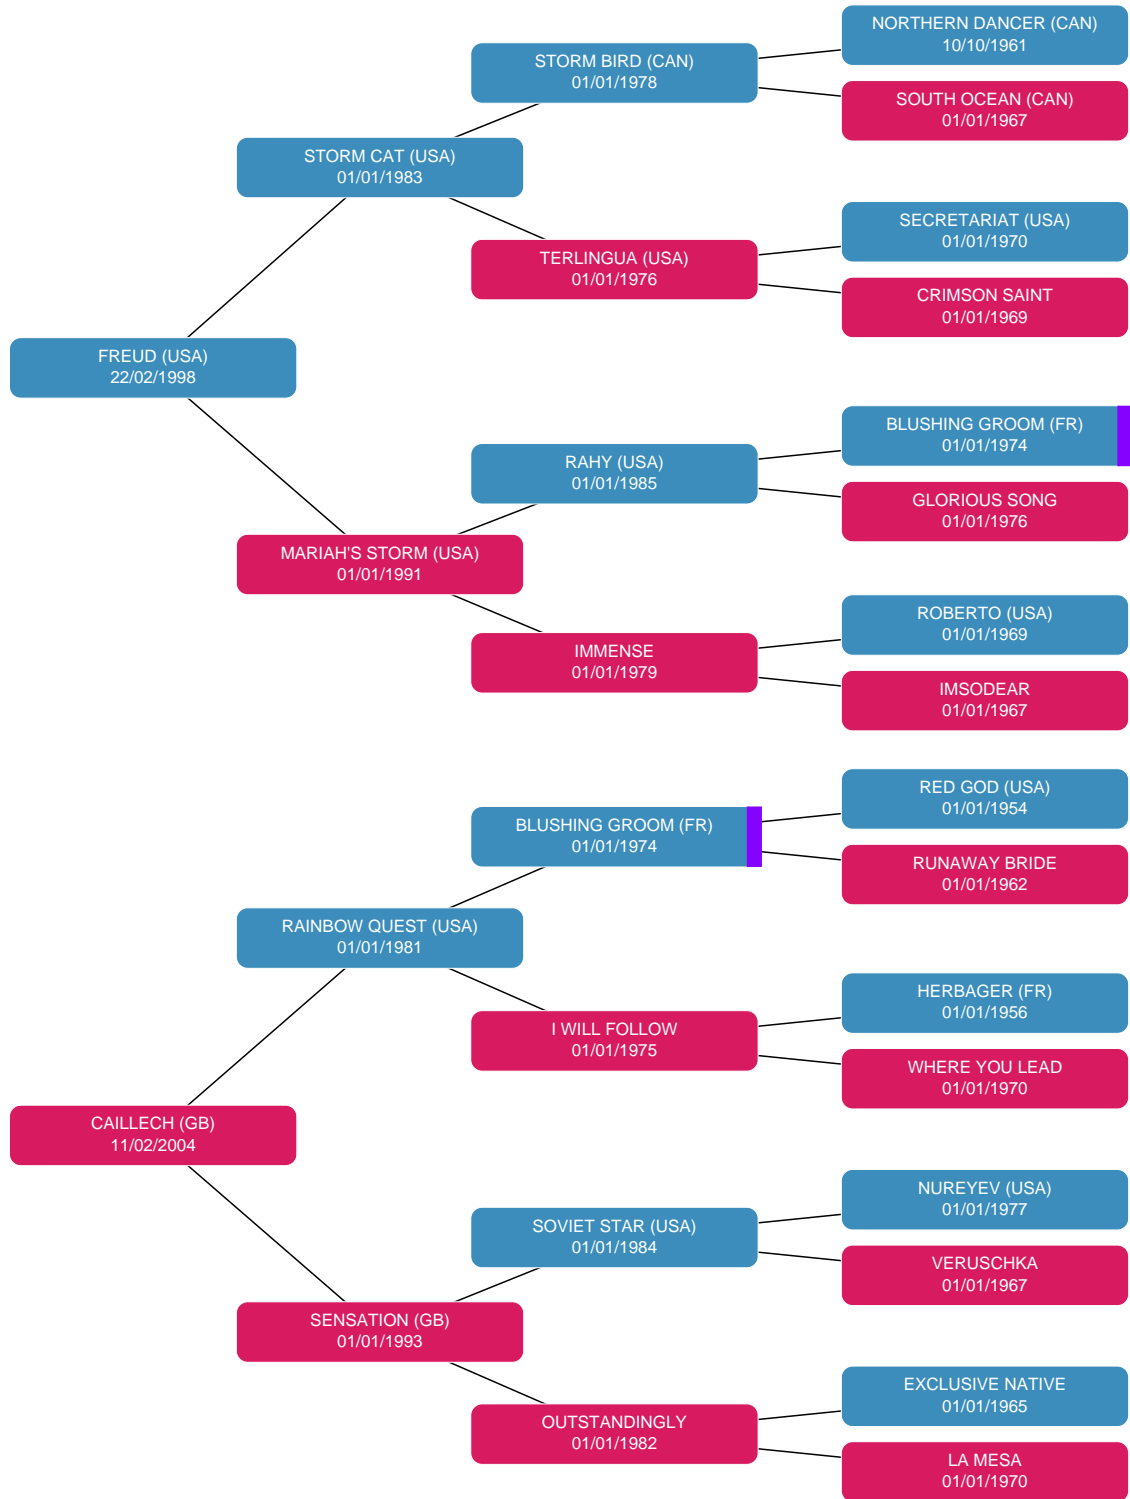 NORTHERN DANCER (CAN)
10/10/1961
STORM BIRD (CAN)
01/01/1978
SOUTH OCEAN (CAN)
01/01/1967
STORM CAT (USA)
01/01/1983
SECRETARIAT (USA)
01/01/1970
TERLINGUA (USA)
01/01/1976
CRIMSON SAINT
01/01/1969
FREUD (USA)
22/02/1998
BLUSHING GROOM (FR)
01/01/1974
RAHY (USA)
01/01/1985
GLORIOUS SONG
01/01/1976
MARIAH'S STORM (USA)
01/01/1991
ROBERTO (USA)
01/01/1969
IMMENSE
01/01/1979
IMSODEAR
01/01/1967
RED GOD (USA)
01/01/1954
BLUSHING GROOM (FR)
01/01/1974
RUNAWAY BRIDE
01/01/1962
RAINBOW QUEST (USA)
01/01/1981
HERBAGER (FR)
01/01/1956
I WILL FOLLOW
01/01/1975
WHERE YOU LEAD
01/01/1970
CAILLECH (GB)
11/02/2004
NUREYEV (USA)
01/01/1977
SOVIET STAR (USA)
01/01/1984
VERUSCHKA
01/01/1967
SENSATION (GB)
01/01/1993
EXCLUSIVE NATIVE
01/01/1965
OUTSTANDINGLY
01/01/1982
LA MESA
01/01/1970